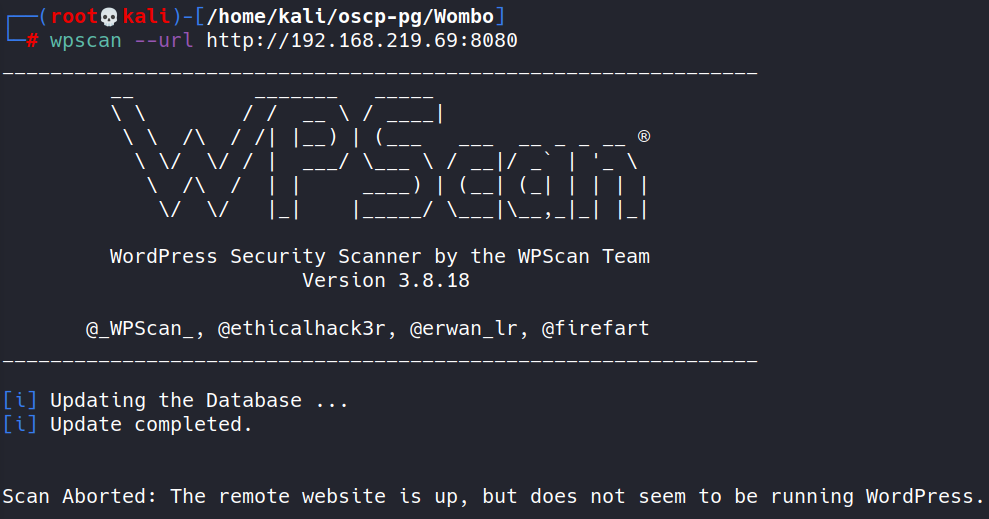 ┌──(root💀kali)-[/home/kali/oscp-pg/Wombo]
└─# wpscan --url http://192.168.219.69:8080
_______________________________________________________________
         __          _______   _____
         \ \        / /  __ \ / ____|
          \ \  /\  / /| |__) | (___   ___  __ _ _ __ ®
           \ \/  \/ / |  ___/ \___ \ / __|/ _` | '_ \
            \  /\  /  | |     ____) | (__| (_| | | | |
             \/  \/   |_|    |_____/ \___|\__,_|_| |_|
WordPress Security Scanner by the WPScan Team
Version 3.8.18
@_WPScan_, @ethicalhack3r, @erwan_lr, @firefart
_______________________________________________________________
[i] Updating the Database ...
[i] Update completed.
Scan Aborted: The remote website is up, but does not seem to be running WordPress.